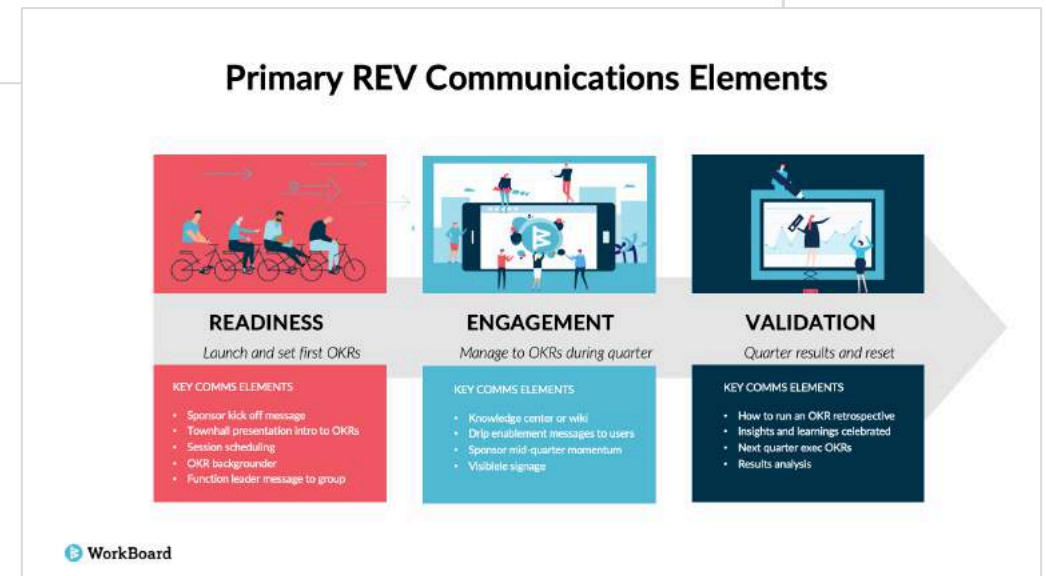 Primary REV Communications Elements
READINESS
Launch and set first OKRs
KEY COMMS ELEMENTS
• Sponsor kick off message
• Townhall presentation intro to OKRs
• Session scheduling
• OKR backgrounder
• Function leader message to group
ENGAGEMENT
Manage to OKRs during quarter
KEY COMMS ELEMENTS
• Knowledge center or wiki
• Drip enablement messages to users
• Sponsor mid-quarter momentum
• Visiblele signage
VALIDATION
Quarter results and reset
KEY COMMS ELEMENTS
• How to run an OKR retrospective
• Insights and learnings celebrated
• Next quarter exec OKRs
• Results analysis
WorkBoard